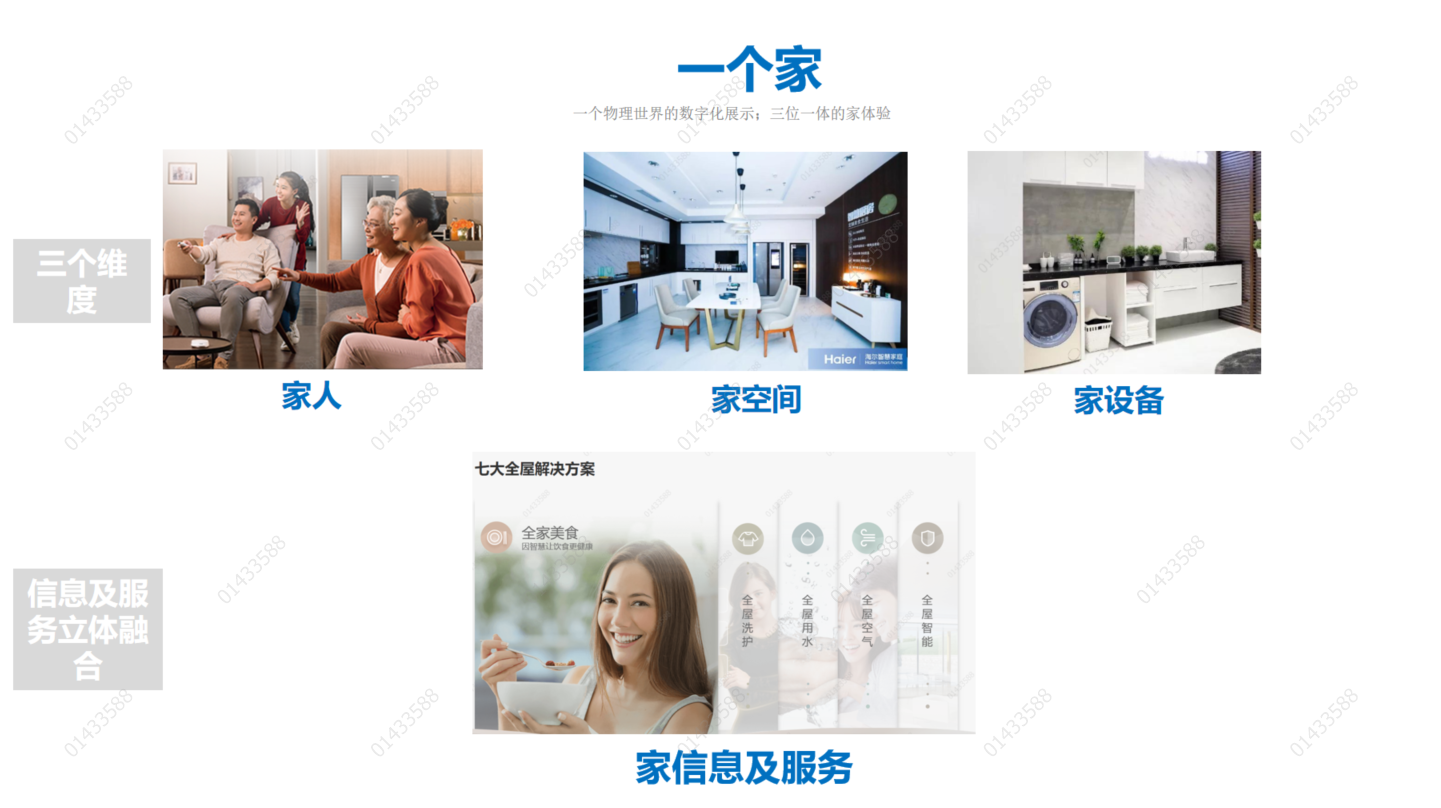 一个家
一个物理世界的数字化展示；三位一体的家体验
三个维
度
Haier
海尔智慧家庭
Haier smart home
家人
家空间
家设备
七大全屋解决方案
全家美食
因智慧让饮食更健康
全屋洗护
全屋用水
全屋空气
全屋智能
信息及服
务立体融
合
家信息及服务
01433588